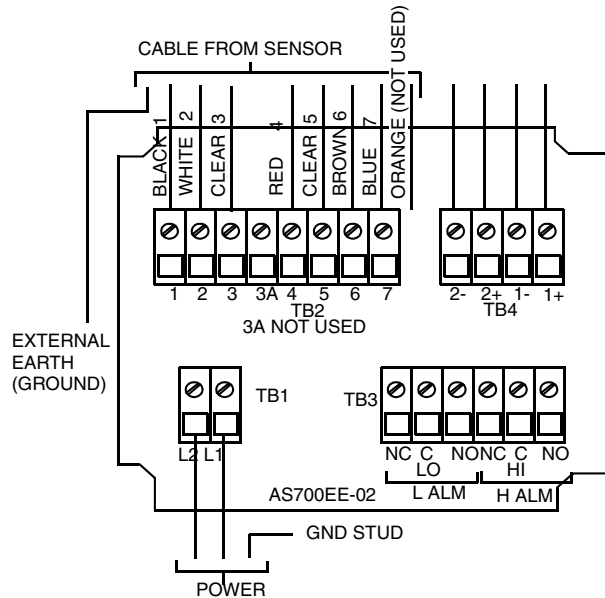 CABLE FROM SENSOR
BLACK 1
WHITE 2
CLEAR 3
RED 4
CLEAR 5
BROWN 6
BLUE 7
ORANGE (NOT USED)
1 2 3 3A 4 5 6 7
TB2
3A NOT USED
2- 2+ 1- 1+
TB4
EXTERNAL
EARTH
(GROUND)
TB1
L2 L1
TB3
NC C NO NC C NO
LO HI
L ALM H ALM
AS700EE-02
GND STUD
POWER